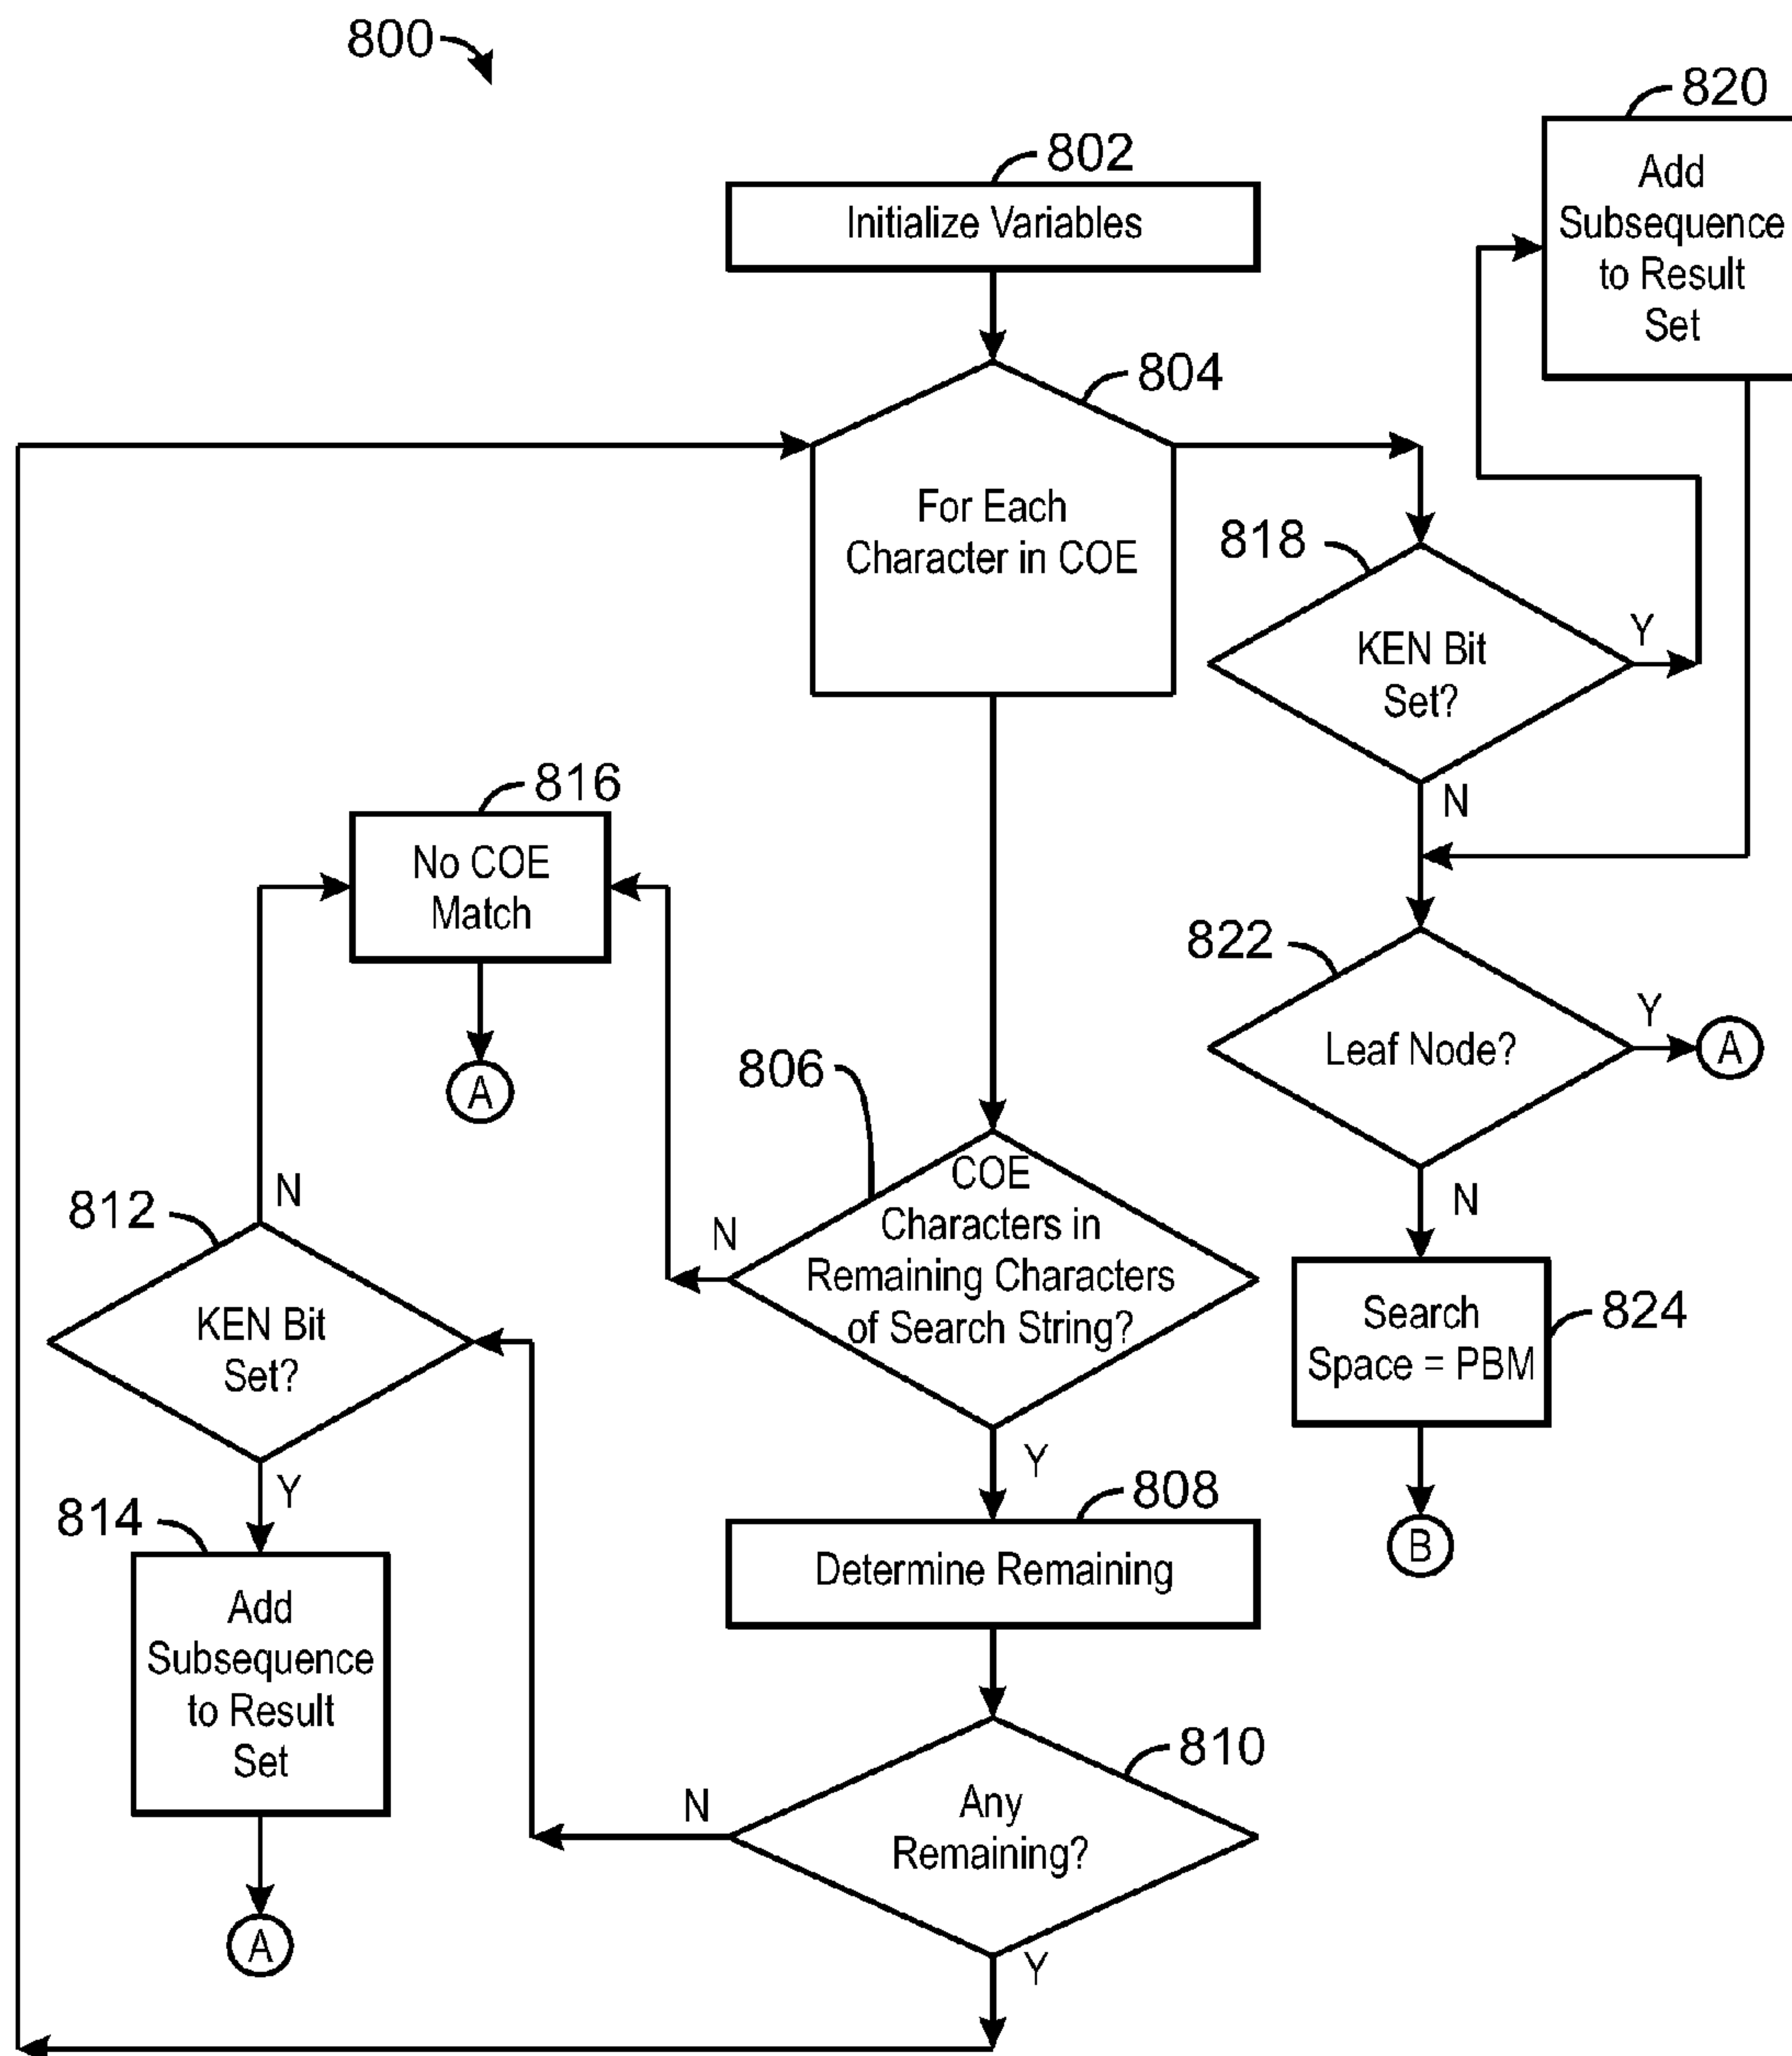 800
802
Initialize Variables
804
For Each
Character in COE
820
Add
Subsequence
to Result
Set
818
KEN Bit
Set?
Y
N
816
No COE
Match
A
822
Leaf Node?
Y
A
N
824
Search
Space = PBM
B
806
COE
Characters in
Remaining Characters
of Search String?
N
Y
812
KEN Bit
Set?
N
Y
814
Add
Subsequence
to Result
Set
A
808
Determine Remaining
810
Any
Remaining?
N
Y